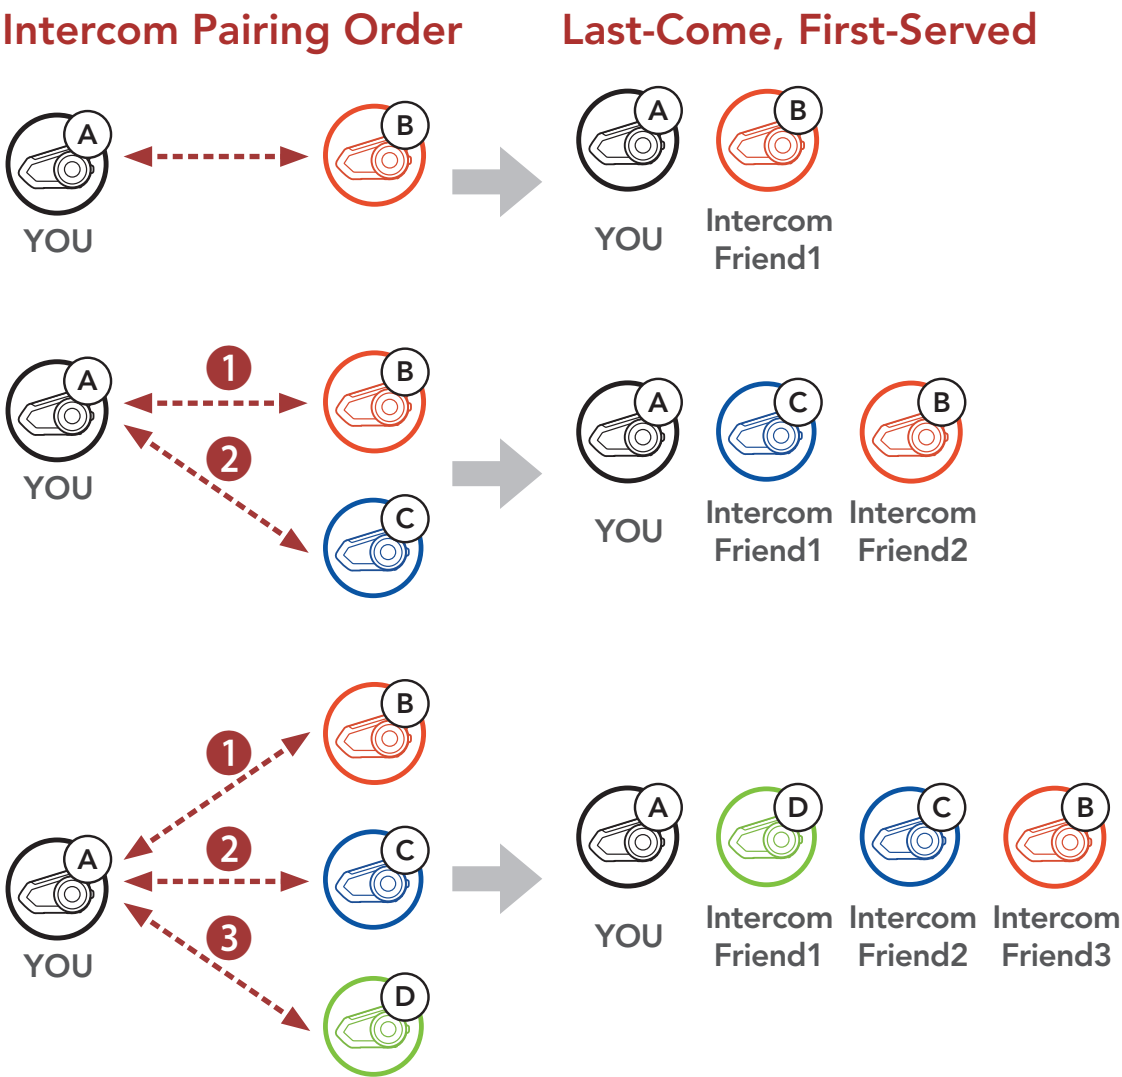 Intercom Pairing Order
Last-Come, First-Served
A
B
YOU
A
B
YOU
Intercom
Friend1
A
1
B
2
YOU
C
A
C
B
YOU
Intercom
Friend1
Intercom
Friend2
B
1
A
2
C
YOU
3
D
A
D
C
B
YOU
Intercom
Friend1
Intercom
Friend2
Intercom
Friend3